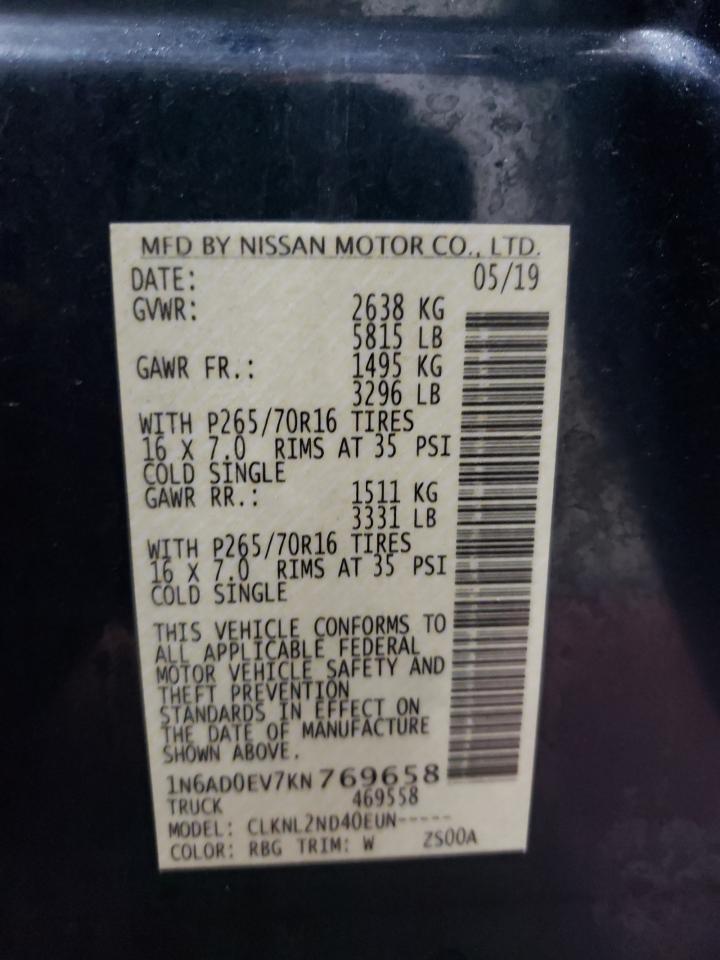 MFD BY NISSAN MOTOR CO., LTD.
DATE: 05/19
GVWR: 2638 KG
5815 LB
GAWR FR.: 1495 KG
3296 LB
WITH P265/70R16 TIRES
16 X 7.0 RIMS AT 35 PSI
COLD SINGLE
GAWR RR.: 1511 KG
3331 LB
WITH P265/70R16 TIRES
16 X 7.0 RIMS AT 35 PSI
COLD SINGLE
THIS VEHICLE CONFORMS TO
ALL APPLICABLE FEDERAL
MOTOR VEHICLE SAFETY AND
THEFT PREVENTION
STANDARDS IN EFFECT ON
THE DATE OF MANUFACTURE
SHOWN ABOVE.
1N6AD0EV7KN769658
TRUCK 469558
MODEL: CLKNL2ND40EUN-----
COLOR: RBG TRIM: W ZS00A